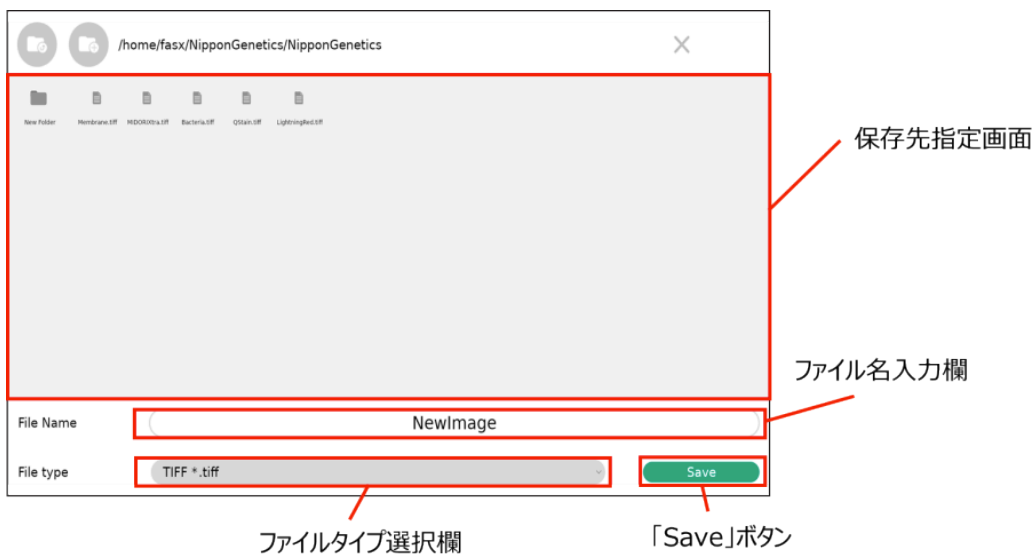 /home/fasx/NipponGenetics/NipponGenetics
New Folder
Membrane.tiff
MIDORIXtra.tiff
Bacteria.tiff
QStain.tiff
LightningRed.tiff
保存先指定画面
ファイル名入力欄
File Name
NewImage
File type
TIFF *.tiff
Save
ファイルタイプ選択欄
「Save」ボタン